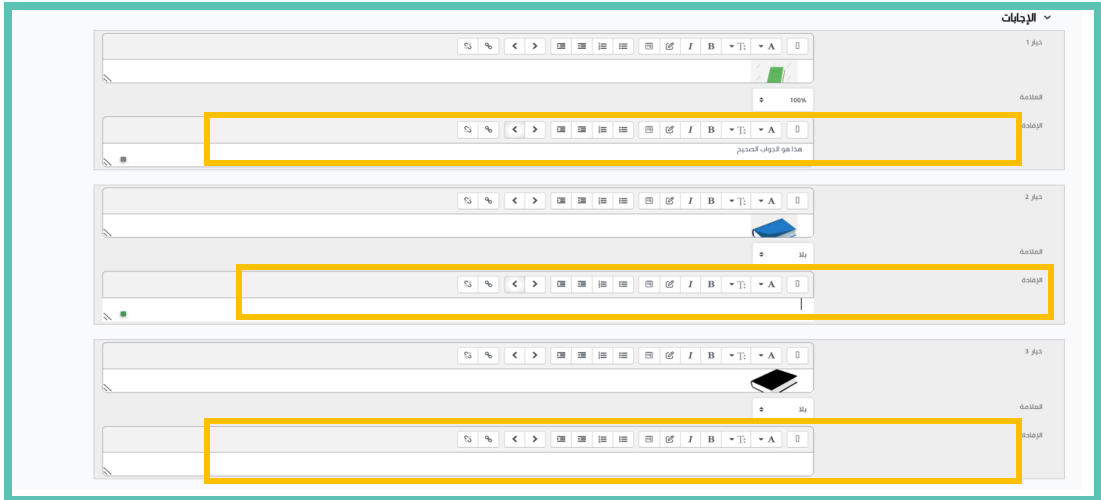 الإجابات
خيار 1
العلامة
100%
الإفادة
هذا هو الجواب الصحيح
خيار 2
العلامة
بلا
الإفادة
خيار 3
العلامة
بلا
الإفادة